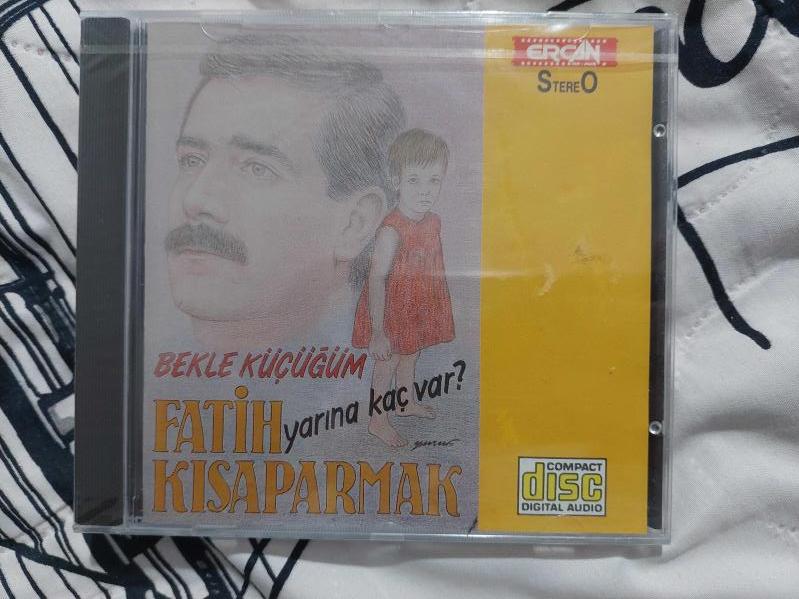 ERCAN
STEREO
BEKLE KÜÇÜĞÜM
yarına kaç var?
FATİH
KISAPARMAK
COMPACT
disc
DIGITAL AUDIO